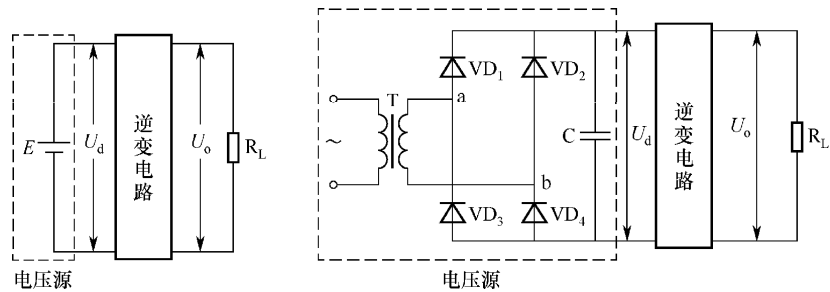 E
U_d
逆变电路
U_o
R_L
电压源
~
T
a
b
VD_1
VD_2
VD_3
VD_4
C
U_d
逆变电路
U_o
R_L
电压源